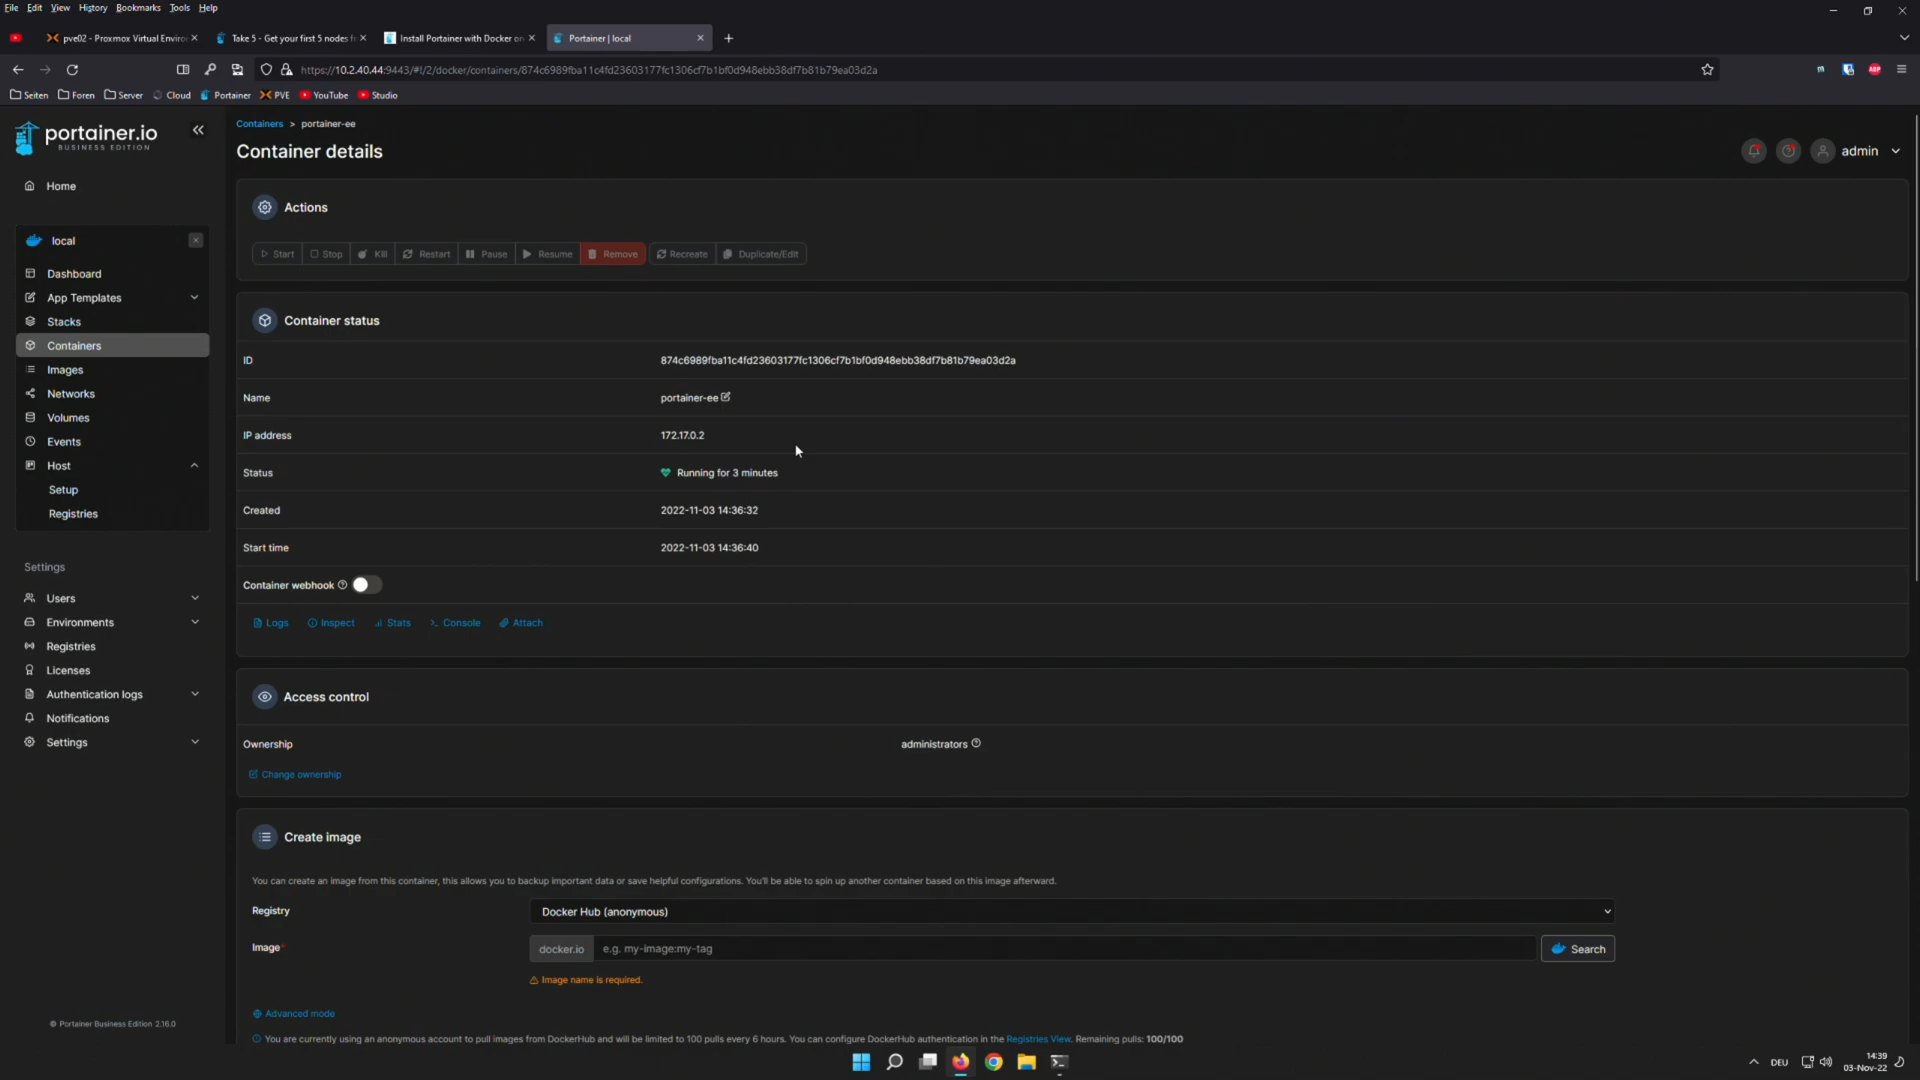 File Edit View History Bookmarks Tools Help
pve02 - Proxmox Virtual Enviro
Take 5 - Get your first 5 nodes f
Install Portainer with Docker on
Portainer | local
https://10.2.40.44:9443/#!/2/docker/containers/874c6989fba11c4fd23603177fc1306cf7b1bf0d948ebb38df7b81b79ea03d2a
ABP
Seiten Foren Server Cloud Portainer PVE YouTube Studio
portainer.io
BUSINESS EDITION
Home
local
Dashboard
App Templates
Stacks
Containers
Images
Networks
Volumes
Events
Host
Setup
Registries
Settings
Users
Environments
Registries
Licenses
Authentication logs
Notifications
Settings
© Portainer Business Edition 2.16.0
Containers > portainer-ee
Container details
admin
Actions
Start Stop Kill Restart Pause Resume Remove Recreate Duplicate/Edit
Container status
ID 874c6989fba11c4fd23603177fc1306cf7b1bf0d948ebb38df7b81b79ea03d2a
Name portainer-ee
IP address 172.17.0.2
Status Running for 3 minutes
Created 2022-11-03 14:36:32
Start time 2022-11-03 14:36:40
Container webhook
Logs Inspect Stats Console Attach
Access control
Ownership administrators
Change ownership
Create image
You can create an image from this container, this allows you to backup important data or save helpful configurations. You'll be able to spin up another container based on this image afterward.
Registry Docker Hub (anonymous)
Image* docker.io e.g. my-image:my-tag Search
Image name is required.
Advanced mode
You are currently using an anonymous account to pull images from DockerHub and will be limited to 100 pulls every 6 hours. You can configure DockerHub authentication in the Registries View. Remaining pulls: 100/100
DEU
14:39
03-Nov-22